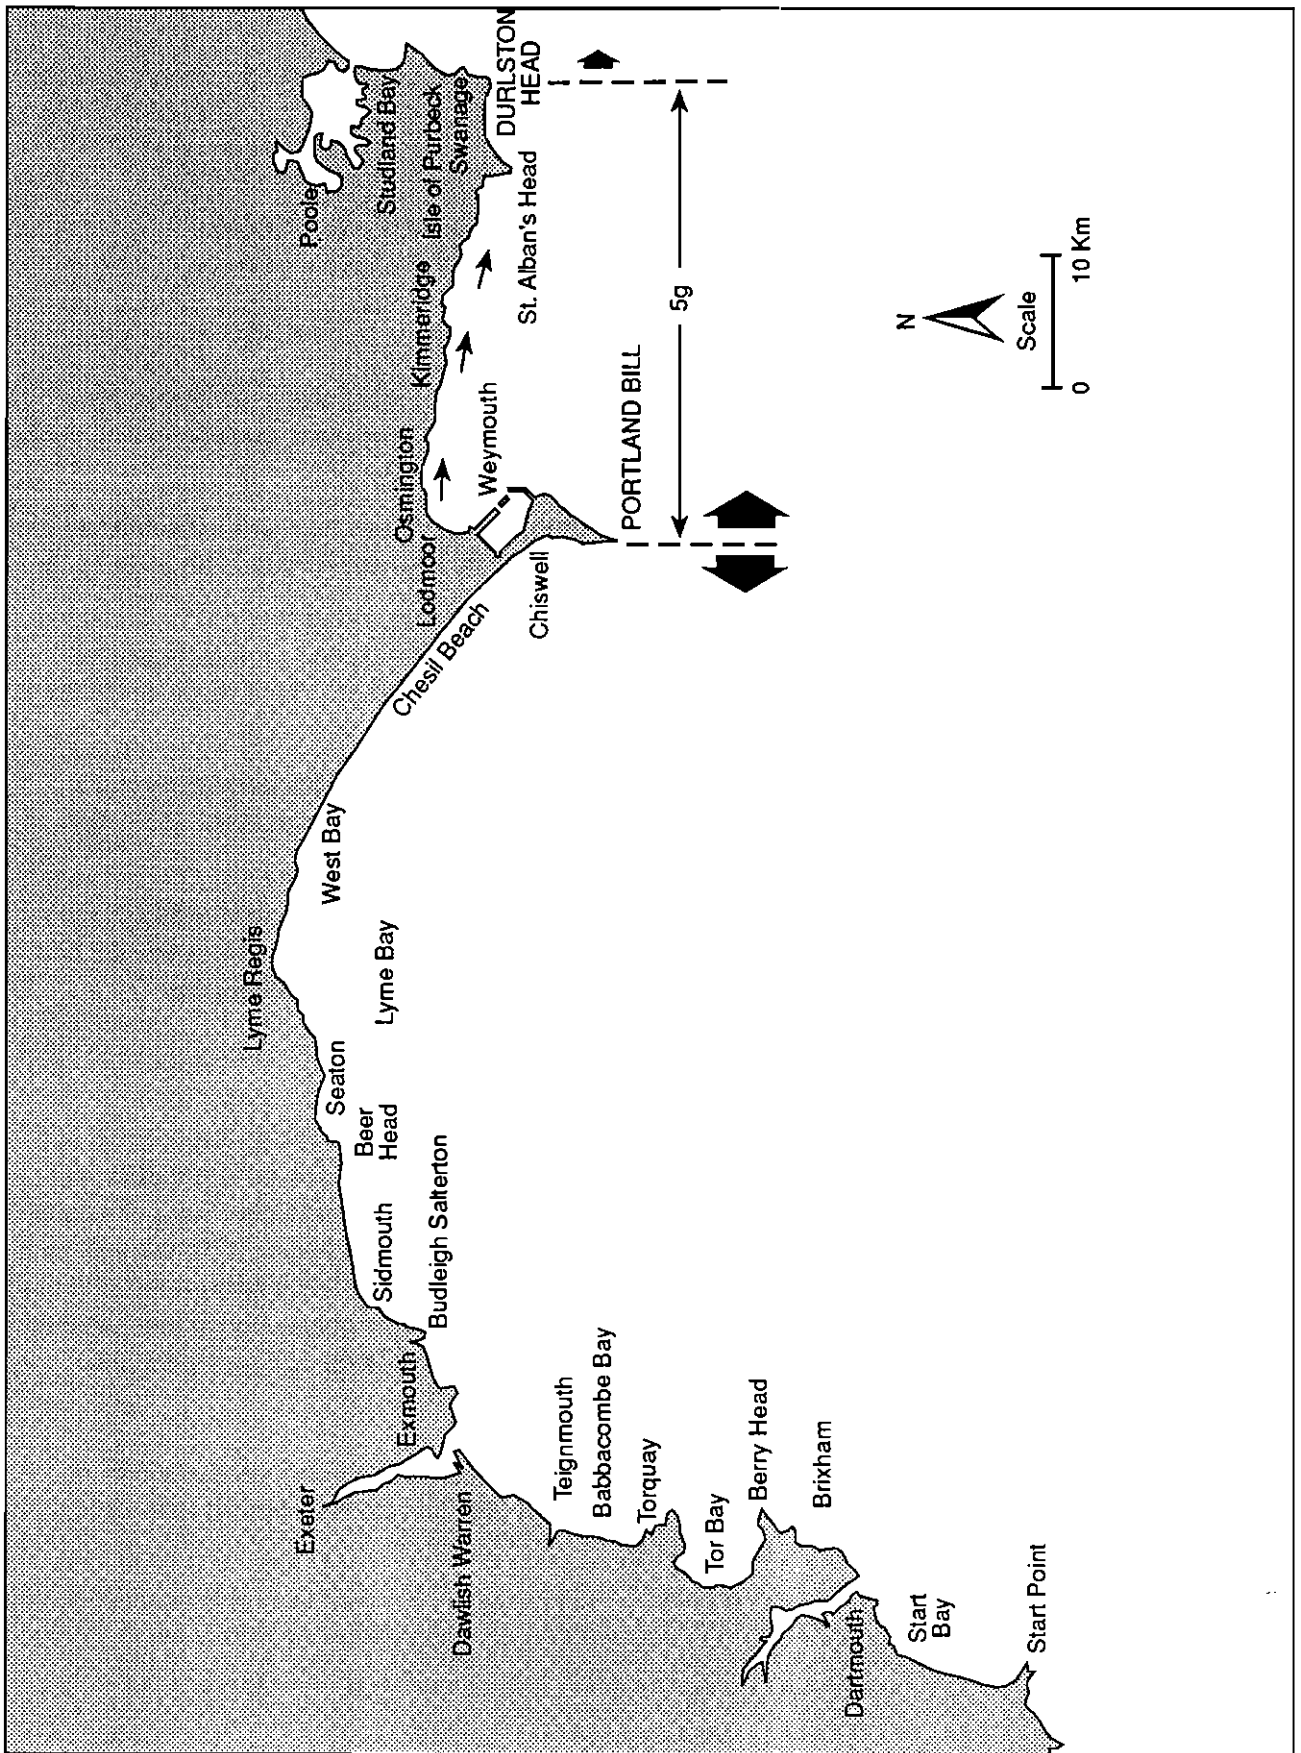 Exeter
Exmouth
Dawlish Warren
Teignmouth
Babbacombe Bay
Torquay
Tor Bay
Berry Head
Brixham
Dartmouth
Start
Bay
Start Point
Budleigh Salterton
Sidmouth
Beer
Head
Seaton
Lyme Regis
Lyme Bay
West Bay
Chesil Beach
Chiswell
Lodmoor
Osmington
Weymouth
PORTLAND BILL
Kimmeridge
St. Alban's Head
Isle of Purbeck
Swanage
Studland Bay
Poole
DURLSTON
HEAD
5g
N
Scale
0 10 Km